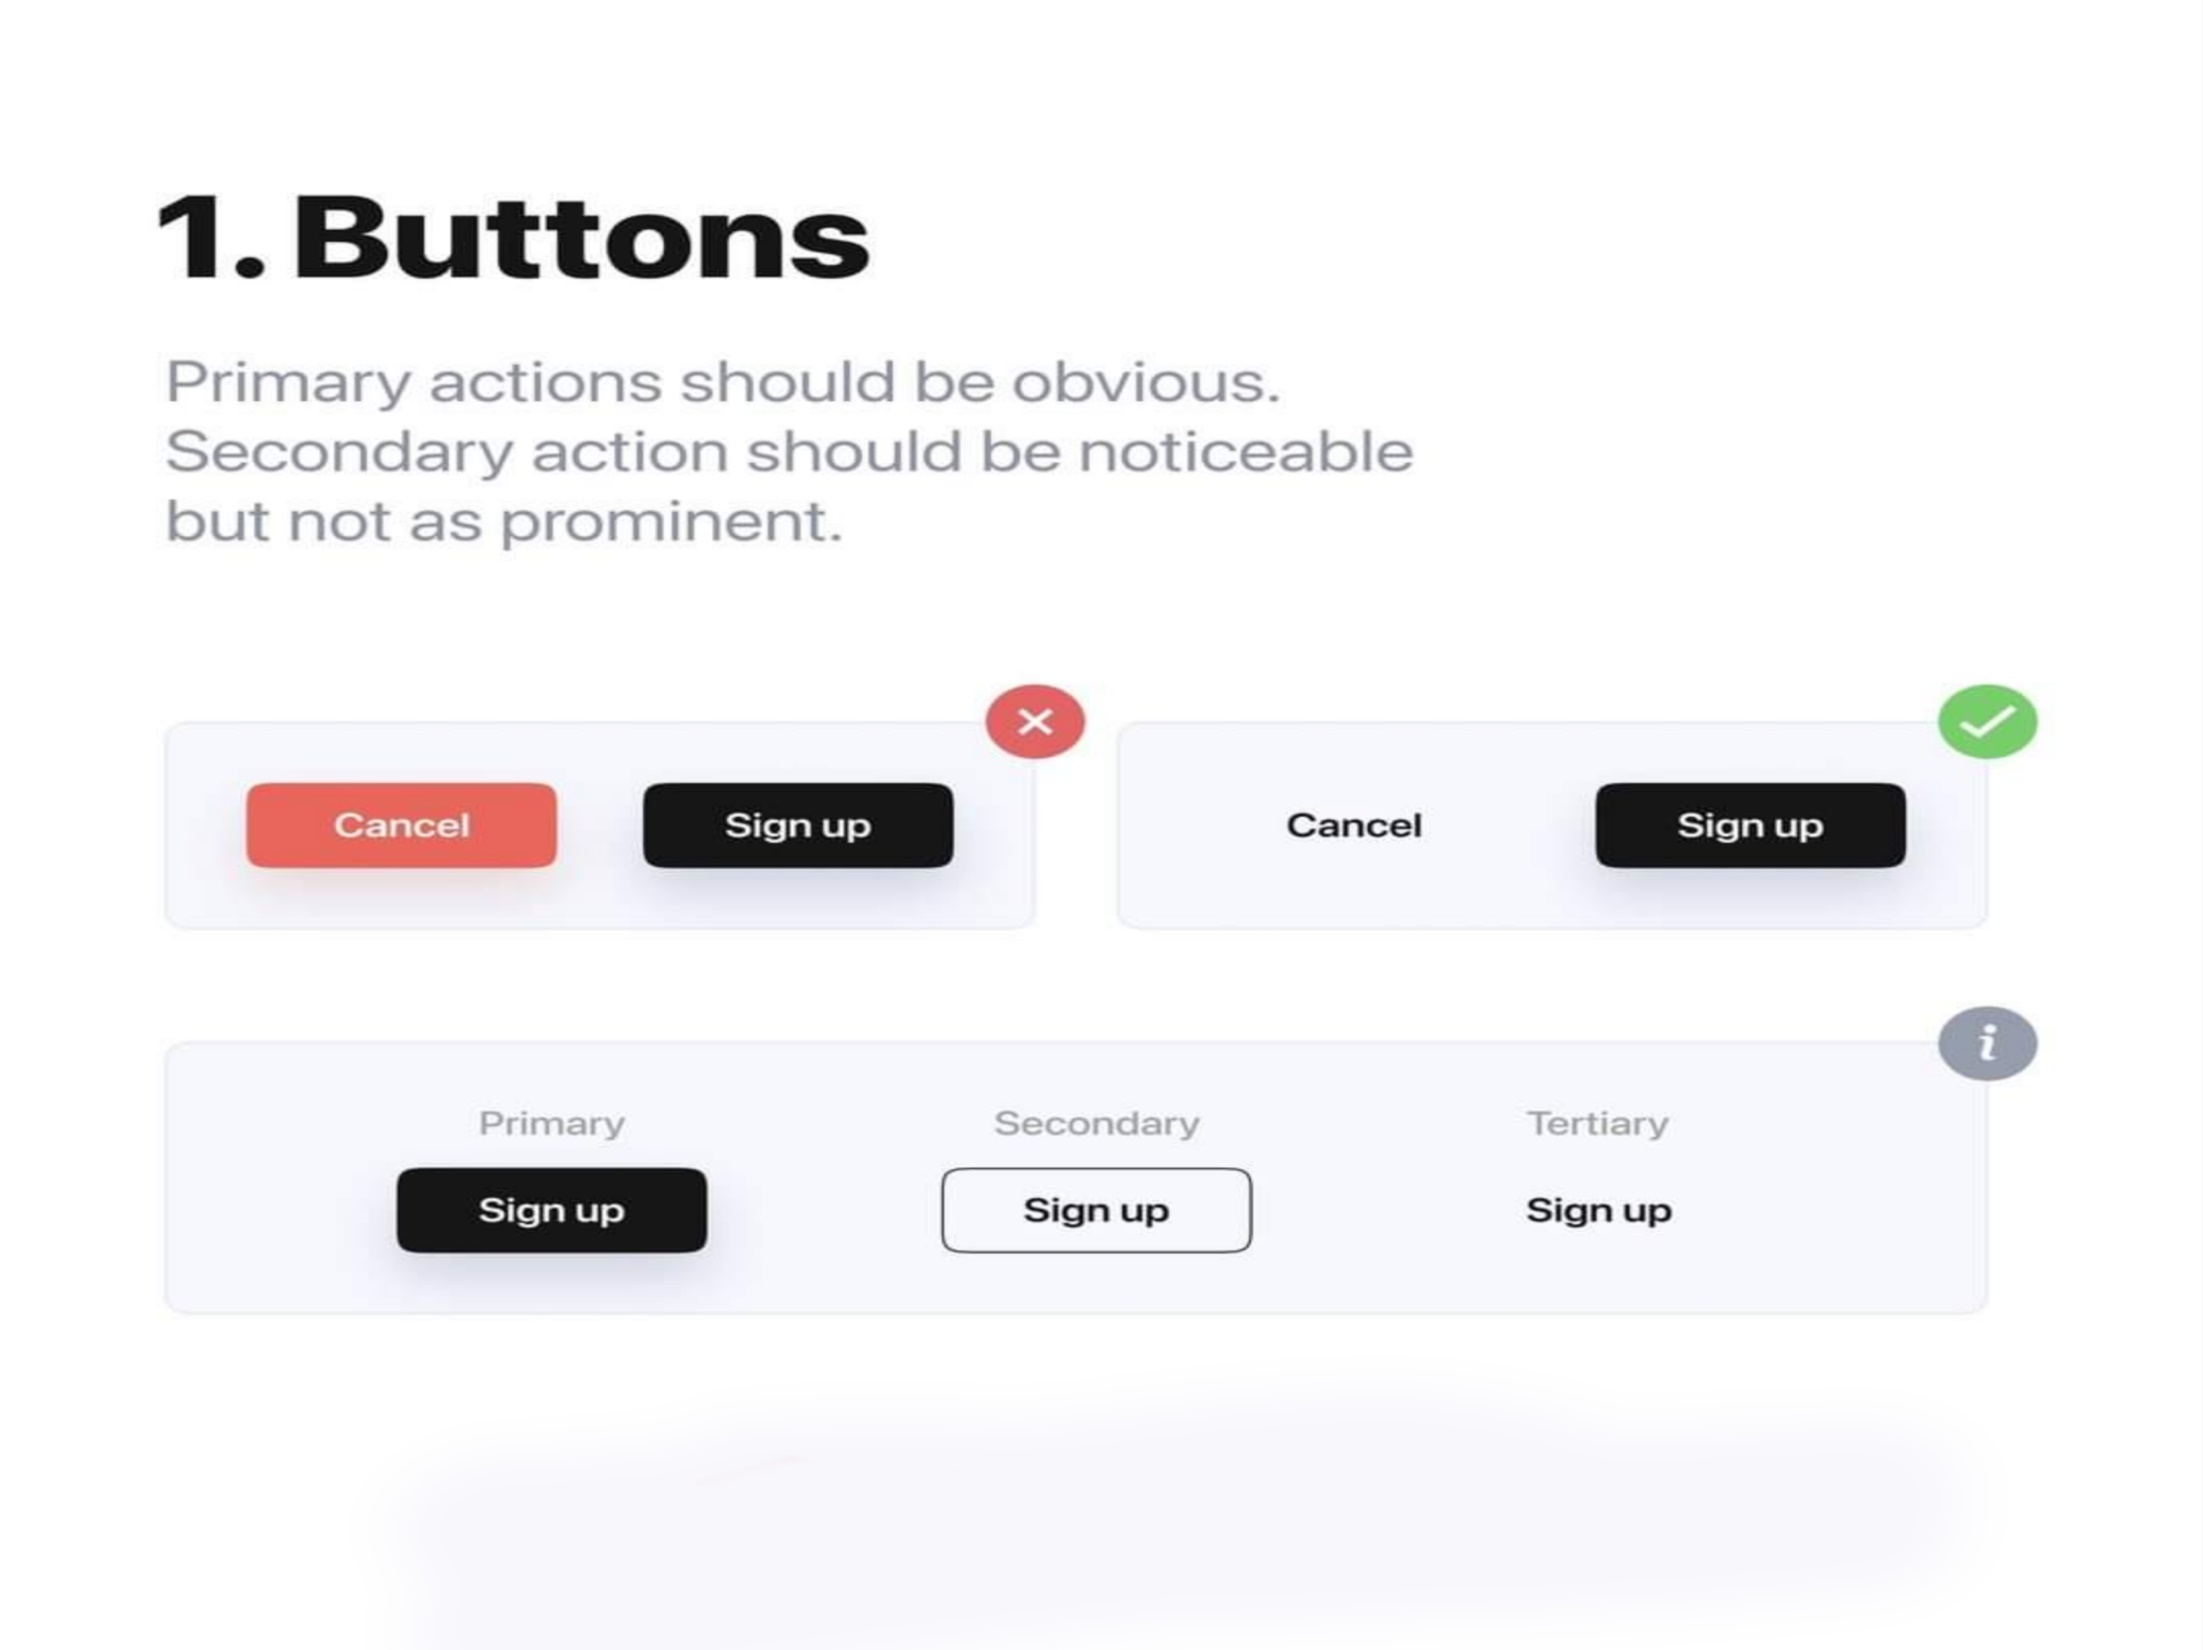 1. Buttons
Primary actions should be obvious.
Secondary action should be noticeable
but not as prominent.
Cancel
Sign up
Cancel
Sign up
i
Primary
Secondary
Tertiary
Sign up
Sign up
Sign up